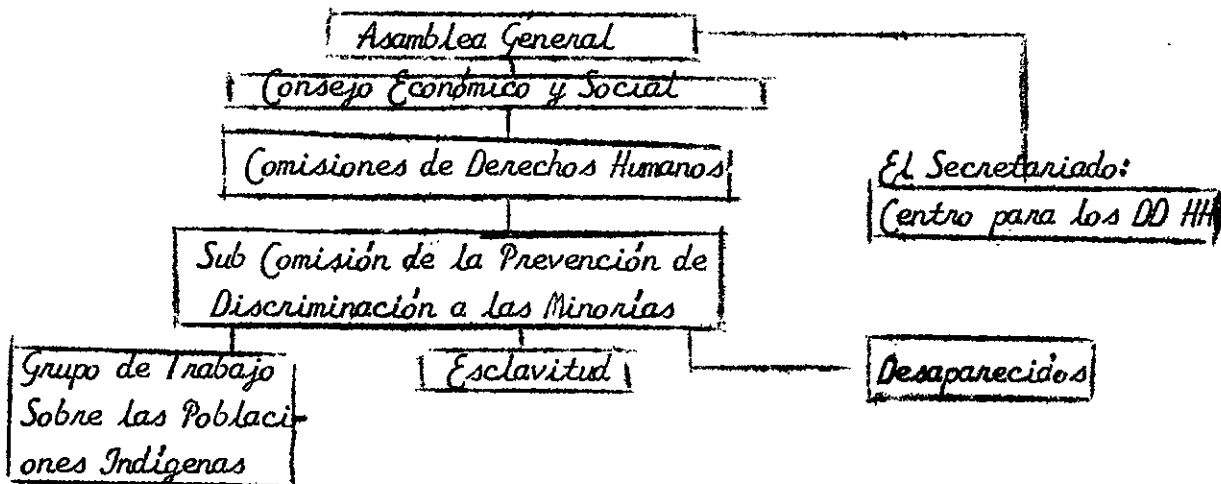 Asamblea General
Consejo Económico y Social
Comisiones de Derechos Humanos
El Secretariado:
Centro para los DD HH
Sub Comisión de la Prevención de
Discriminación a las Minorías
Grupo de Trabajo
Sobre las Poblaci-
ones Indígenas
Esclavitud
Desaparecidos